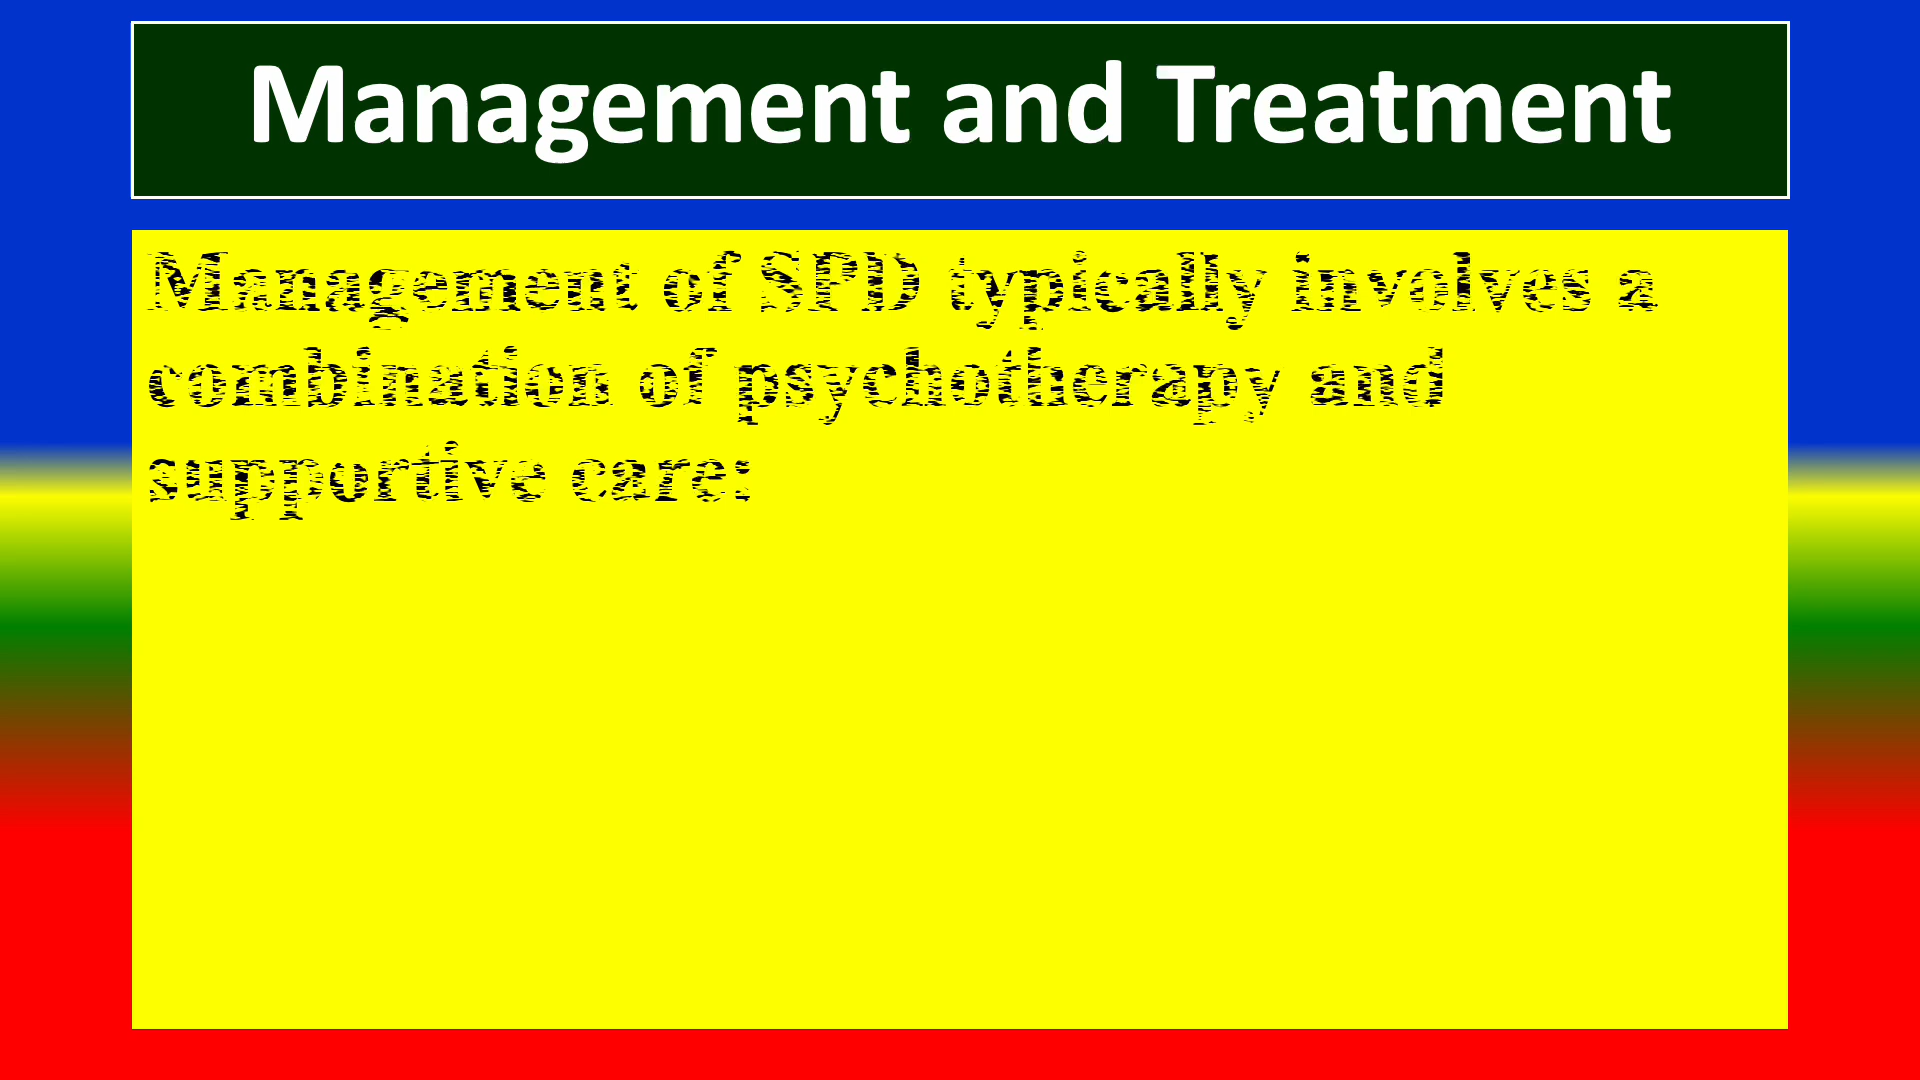 Management and Treatment
Management of SPD typically involves a
combination of psychotherapy and
supportive care: